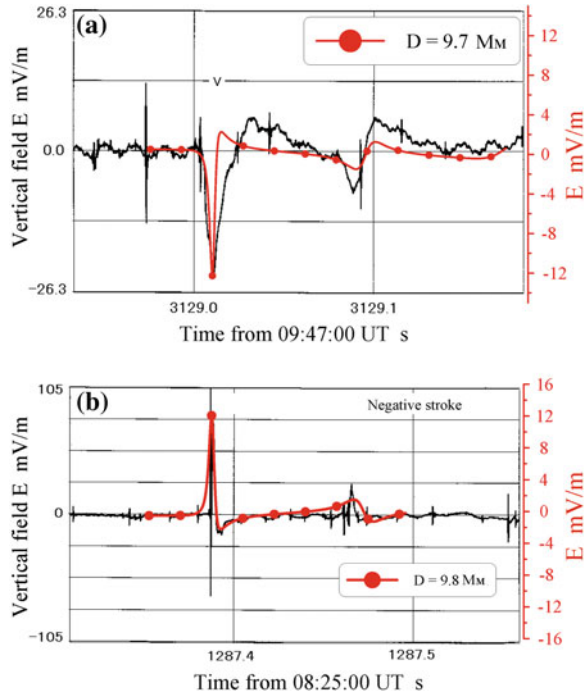 (a)
D = 9.7 Mм
V
Vertical field E mV/m
26.3
0.0
−26.3
12
8
4
0
-4
-8
-12
E mV/m
3129.0 3129.1
Time from 09:47:00 UT s
(b)
Negative stroke
D = 9.8 Mм
Vertical field E mV/m
105
0
-105
16
12
8
4
0
-4
-8
-12
-16
E mV/m
1287.4 1287.5
Time from 08:25:00 UT s